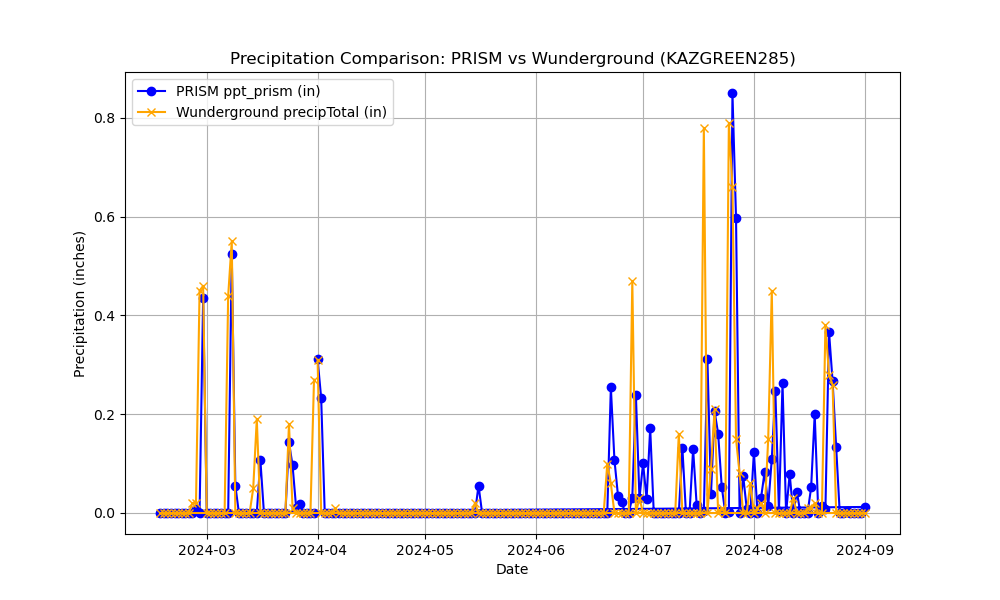 Precipitation Comparison: PRISM vs Wunderground (KAZGREEN285)
PRISM ppt_prism (in)
Wunderground precipTotal (in)
Precipitation (inches)
0.8
0.6
0.4
0.2
0.0
2024-03
2024-04
2024-05
2024-06
2024-07
2024-08
2024-09
Date